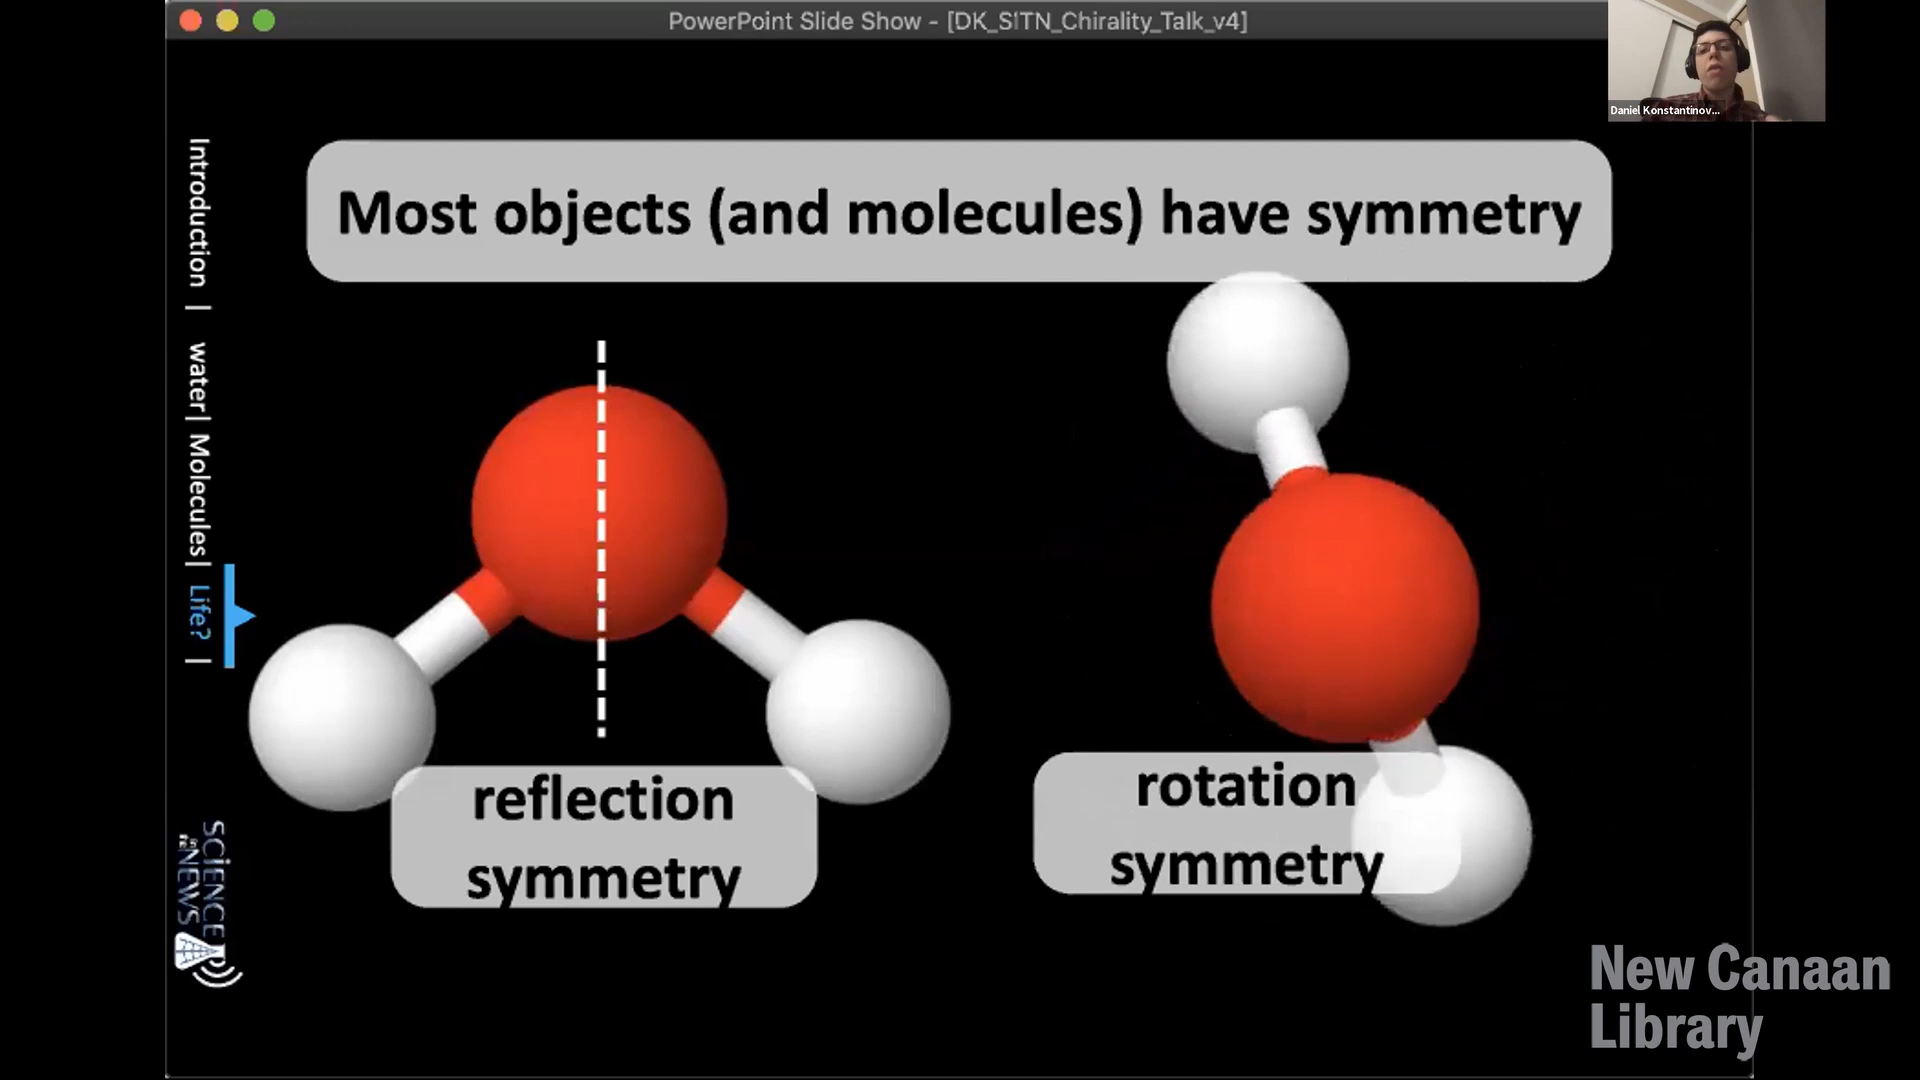 PowerPoint Slide Show - [DK_SITN_Chirality_Talk_v4]
Daniel Konstantinov...
Most objects (and molecules) have symmetry
Introduction | water| Molecules| Life? |
reflection
symmetry
rotation
symmetry
SCIENCE
NEWS
New Canaan
Library